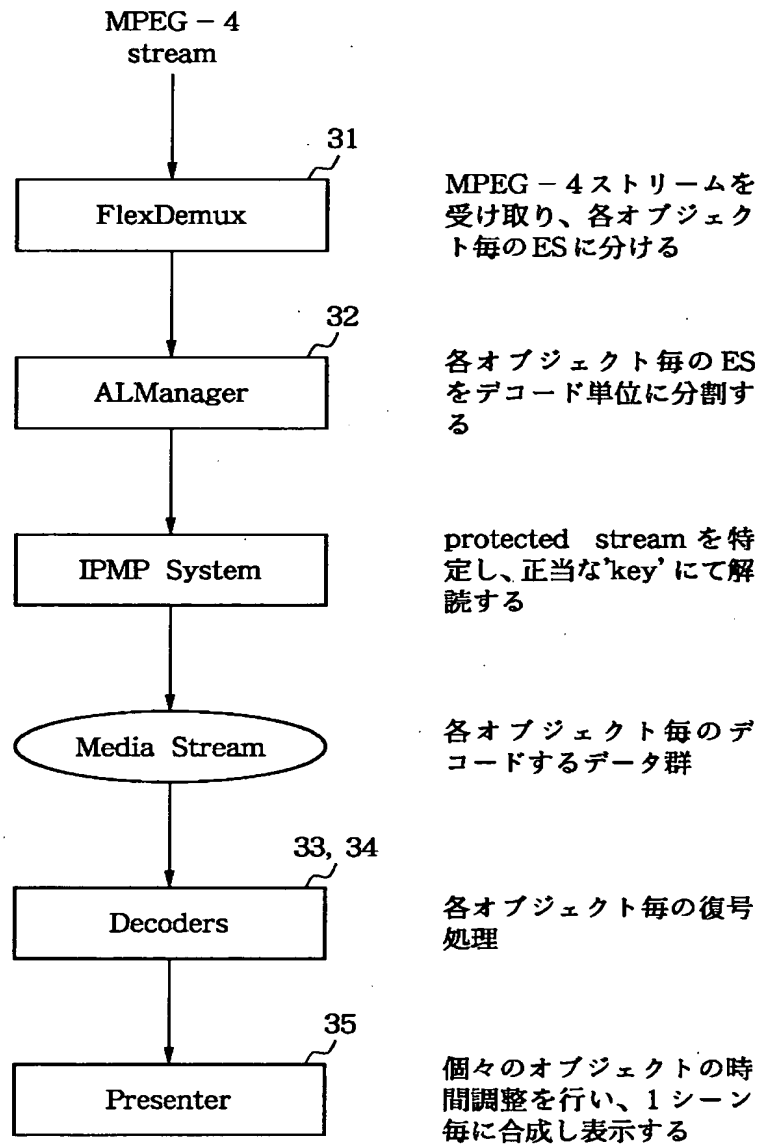 MPEG－4
stream
31
FlexDemux
MPEG－4ストリームを
受け取り、各オブジェク
ト毎のESに分ける
32
ALManager
各オブジェクト毎のES
をデコード単位に分割す
る
IPMP System
protected stream を特
定し、正当な'key' にて解
読する
Media Stream
各オブジェクト毎のデ
コードするデータ群
33, 34
Decoders
各オブジェクト毎の復号
処理
35
Presenter
個々のオブジェクトの時
間調整を行い、1シーン
毎に合成し表示する